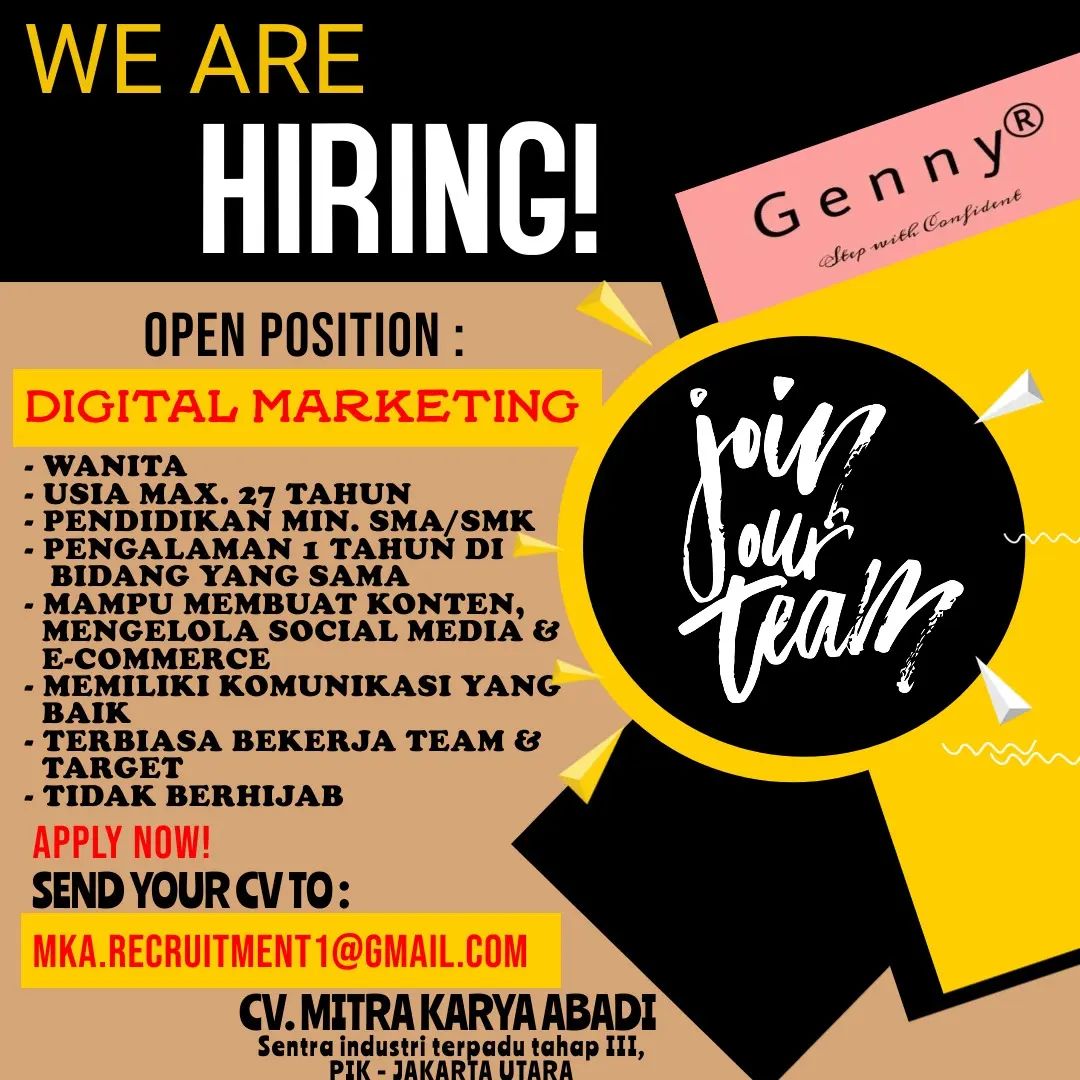 WE ARE
HIRING!
Genny®
Step with Confident
OPEN POSITION :
DIGITAL MARKETING
- WANITA
- USIA MAX. 27 TAHUN
- PENDIDIKAN MIN. SMA/SMK
- PENGALAMAN 1 TAHUN DI
BIDANG YANG SAMA
- MAMPU MEMBUAT KONTEN,
MENGELOLA SOCIAL MEDIA &
E-COMMERCE
- MEMILIKI KOMUNIKASI YANG
BAIK
- TERBIASA BEKERJA TEAM &
TARGET
- TIDAK BERHIJAB
join
our
team
APPLY NOW!
SEND YOUR CV TO :
MKA.RECRUITMENT1@GMAIL.COM
CV. MITRA KARYA ABADI
Sentra industri terpadu tahap III,
PIK - JAKARTA UTARA